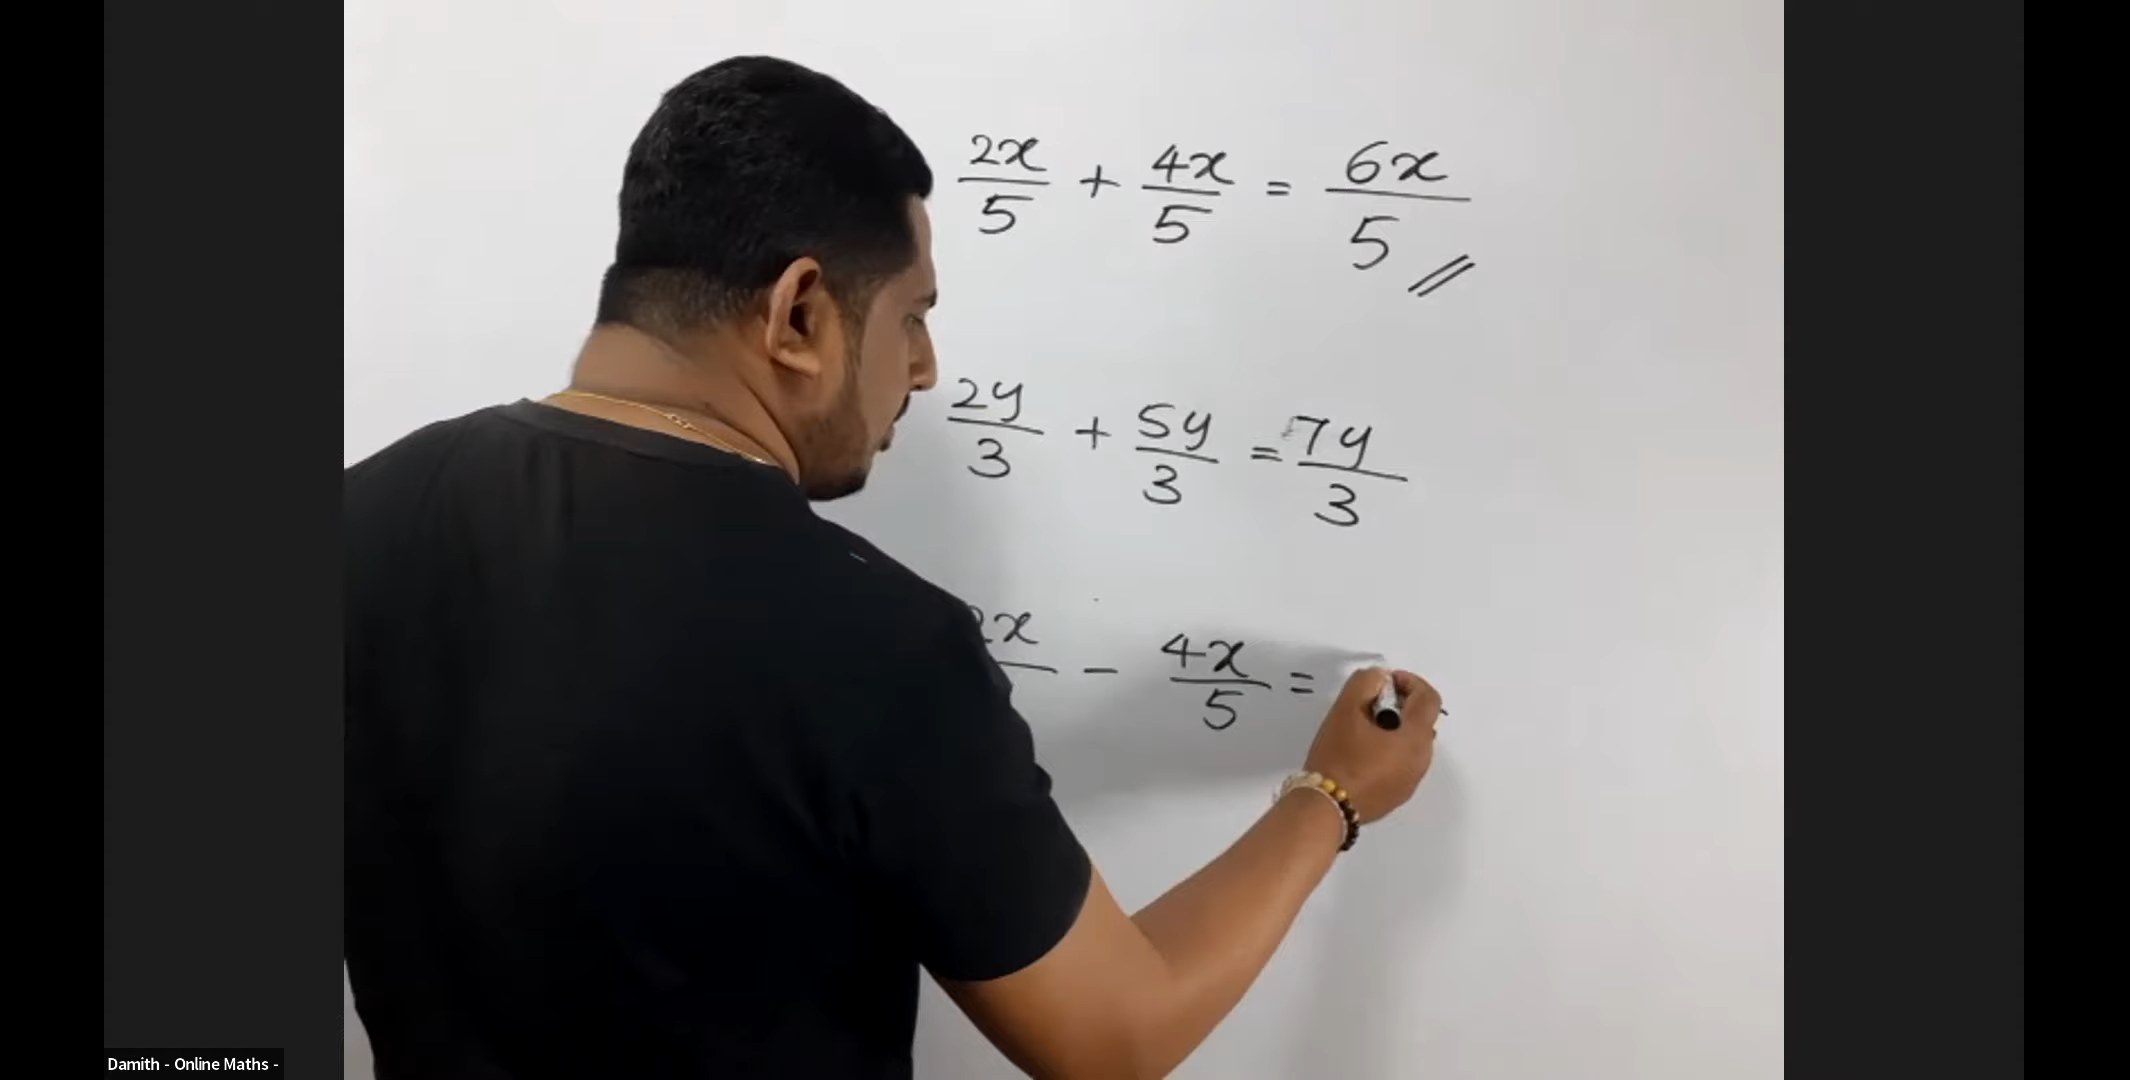 2x/5 + 4x/5 = 6x/5 //
2y/3 + 5y/3 = 7y/3
x - 4x/5 =
Damith - Online Maths -